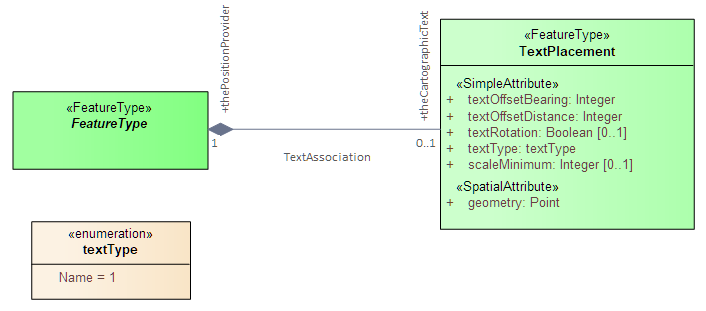 «FeatureType»
FeatureType
+thePositionProvider
1
TextAssociation
+theCartographicText
0..1
«FeatureType»
TextPlacement
«SimpleAttribute»
+ textOffsetBearing: Integer
+ textOffsetDistance: Integer
+ textRotation: Boolean [0..1]
+ textType: textType
+ scaleMinimum: Integer [0..1]
«SpatialAttribute»
+ geometry: Point
«enumeration»
textType
Name = 1